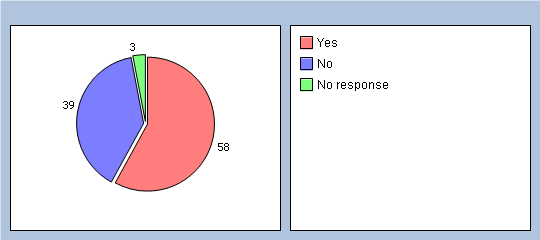 3
39
58
Yes
No
No response